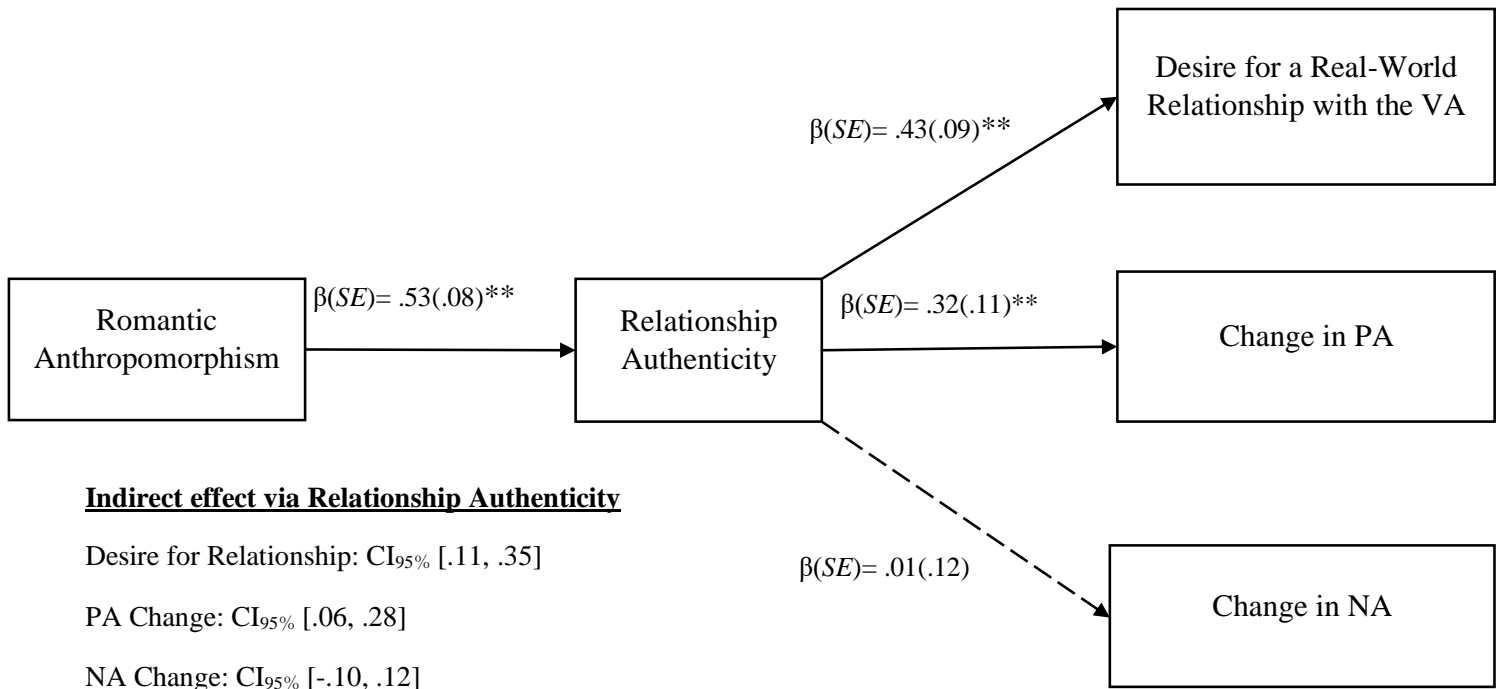 Desire for a Real-World
Relationship with the VA
β(SE)= .43(.09)**
β(SE)= .53(.08)**
Romantic
Anthropomorphism
Relationship
Authenticity
β(SE)= .32(.11)**
Change in PA
Indirect effect via Relationship Authenticity
Desire for Relationship: CI95% [.11, .35]
PA Change: CI95% [.06, .28]
NA Change: CI95% [-.10, .12]
β(SE)= .01(.12)
Change in NA